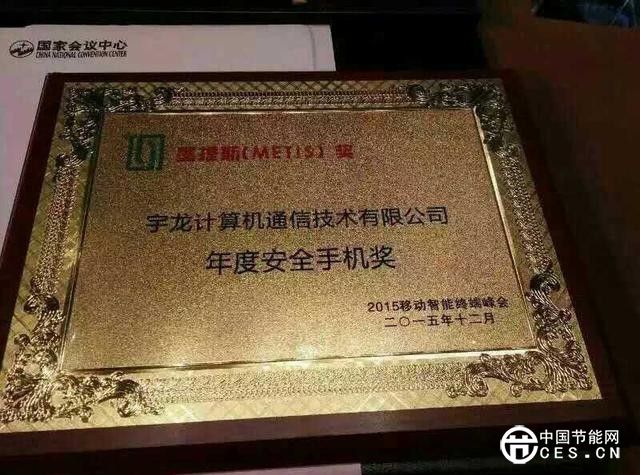 国家会议中心
CHINA NATIONAL CONVENTION CENTER
墨提斯(METIS)奖
宇龙计算机通信技术有限公司
年度安全手机奖
2015移动智能终端峰会
二〇一五年十二月
中国节能网
CES.CN